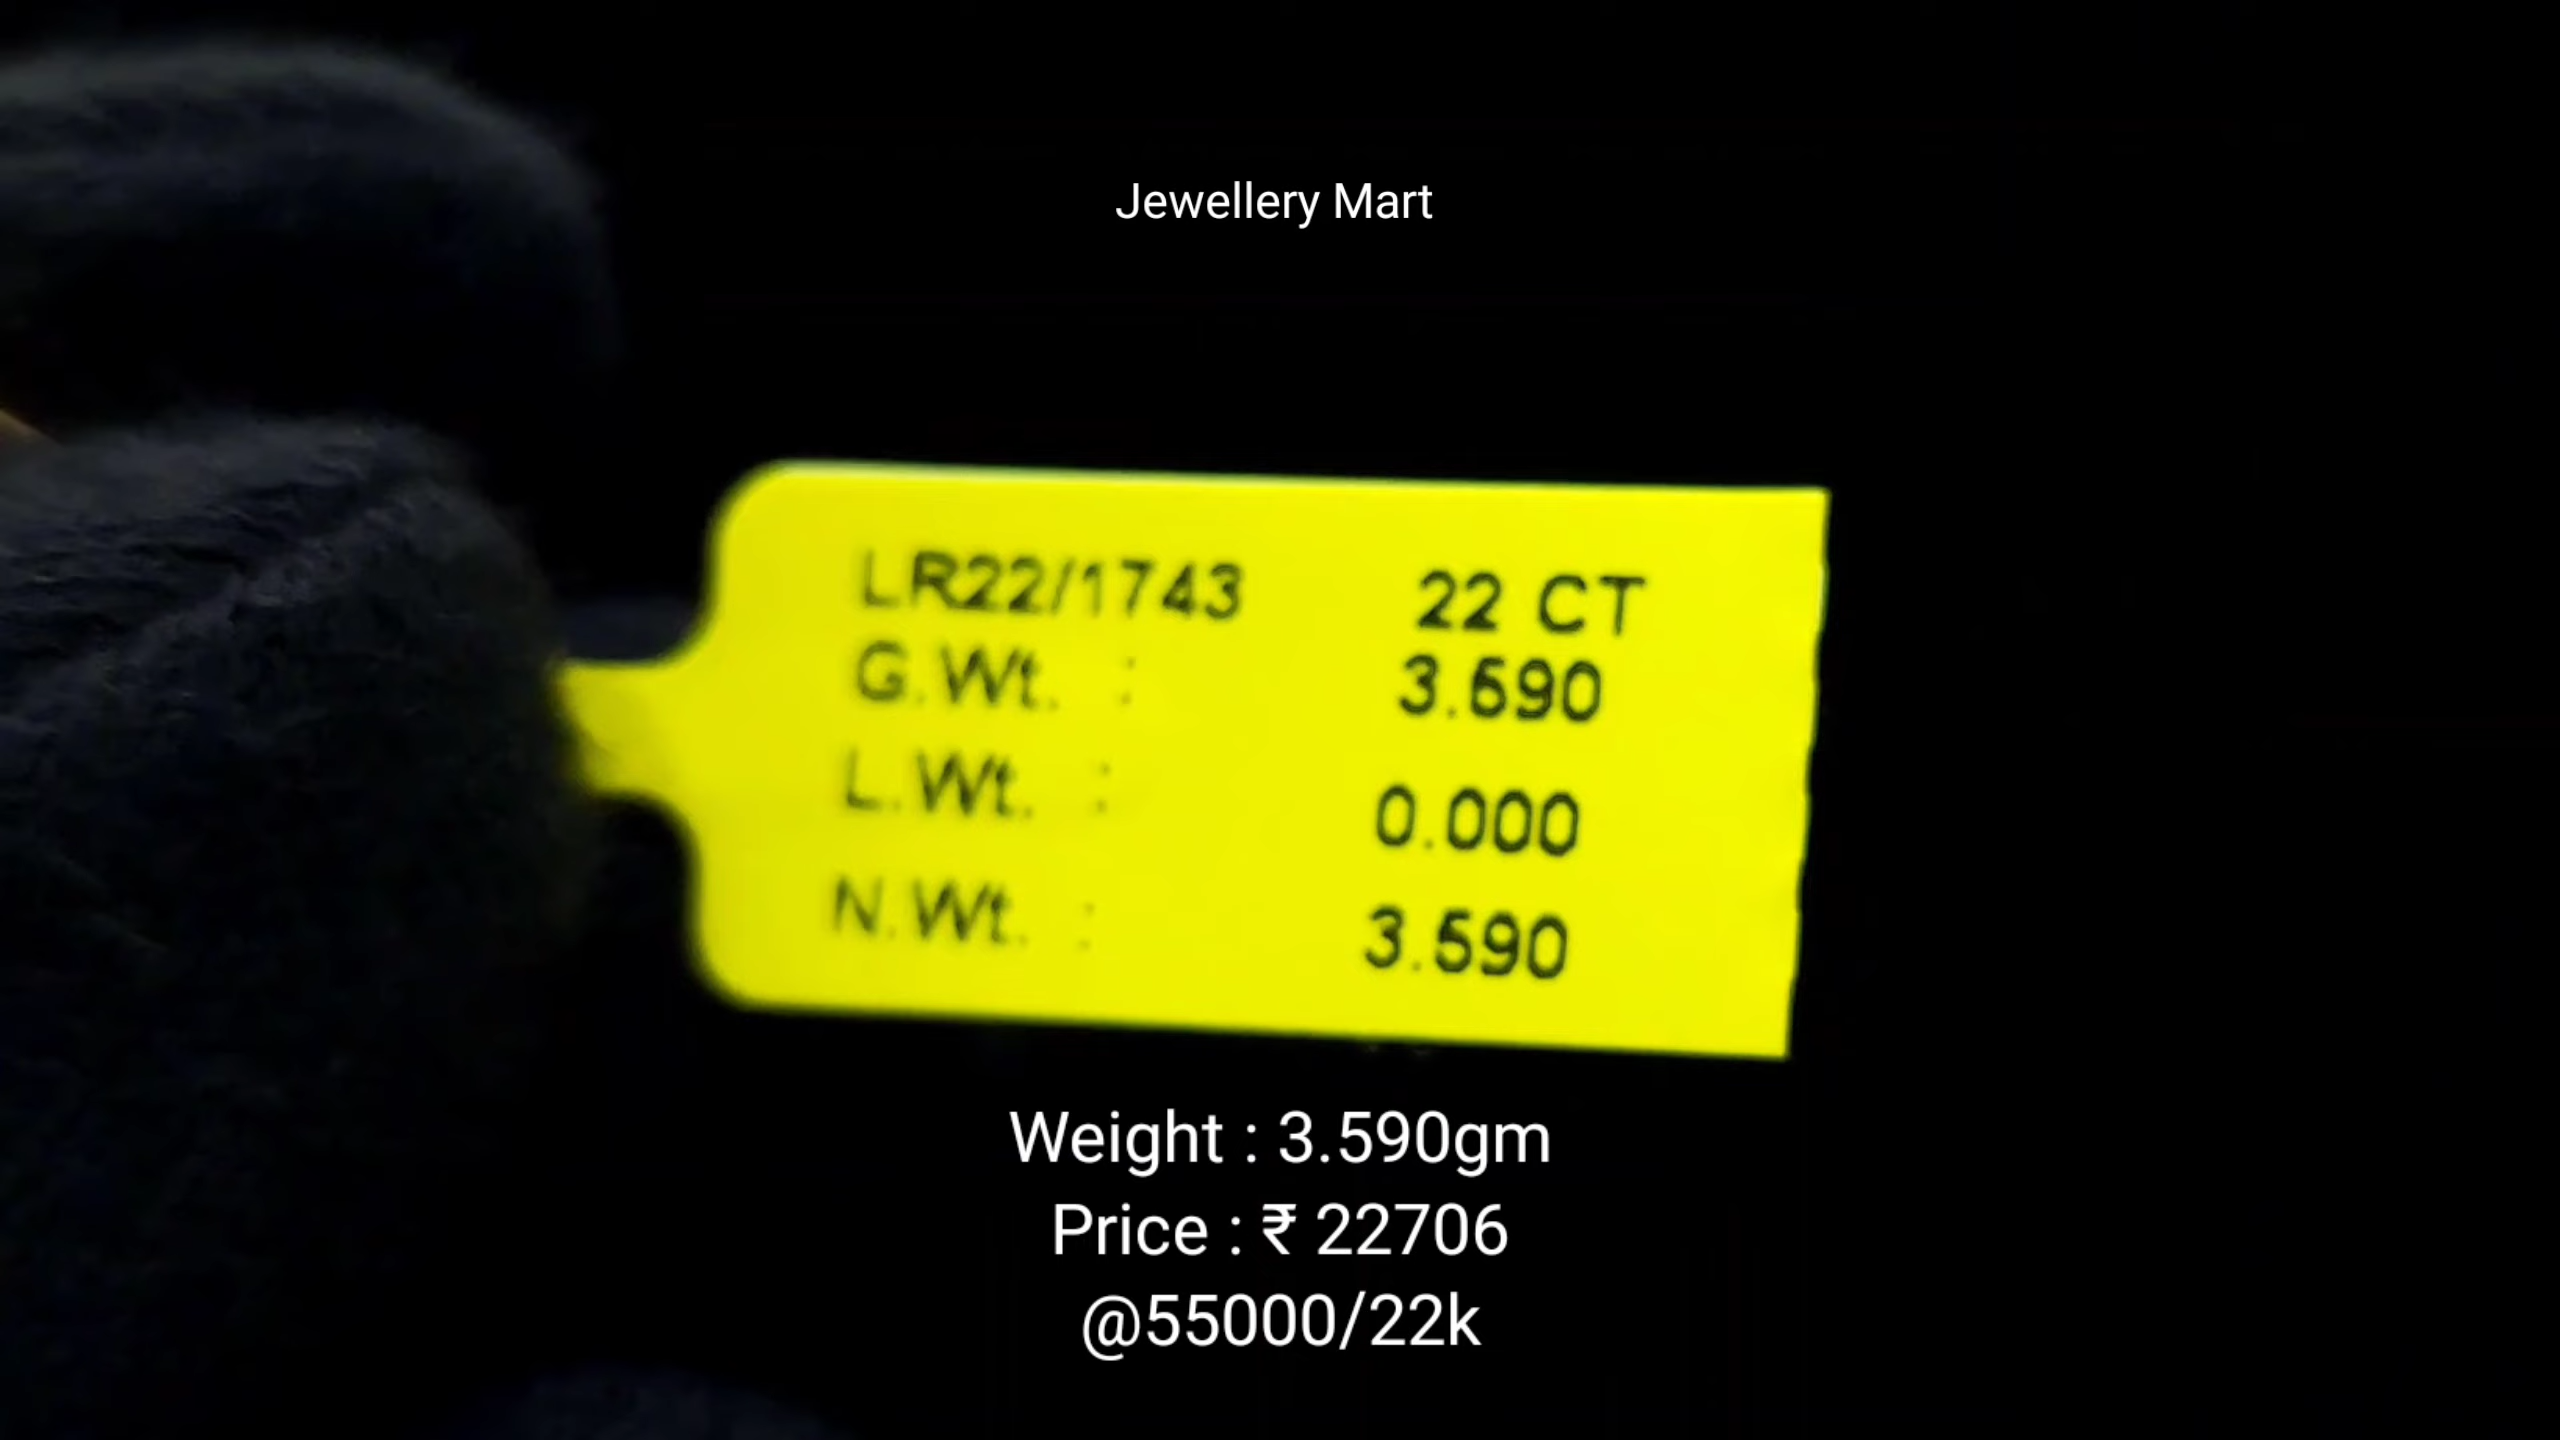 Jewellery Mart
LR22/1743 22 CT
G.Wt. : 3.590
L.Wt. : 0.000
N.Wt. : 3.590
Weight : 3.590gm
Price : ₹ 22706
@55000/22k